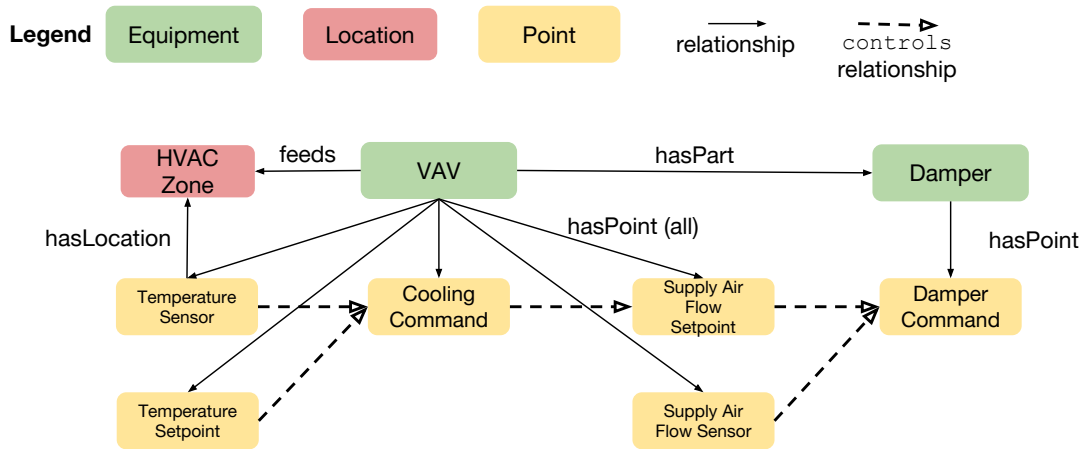 Legend
Equipment
Location
Point
relationship
controls
relationship
HVAC
Zone
feeds
VAV
hasPart
Damper
hasLocation
hasPoint (all)
hasPoint
Temperature
Sensor
Cooling
Command
Supply Air
Flow
Setpoint
Damper
Command
Temperature
Setpoint
Supply Air
Flow Sensor